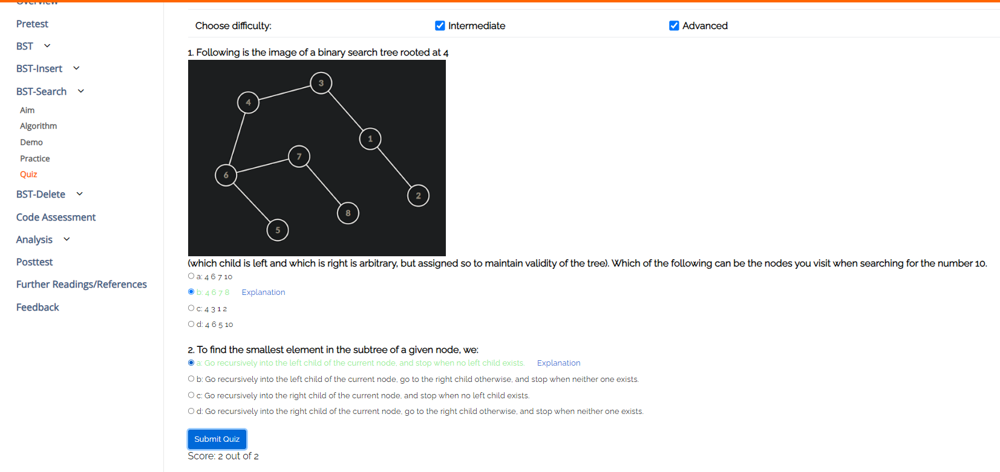 Overview
Pretest
BST
BST-Insert
BST-Search
Aim
Algorithm
Demo
Practice
Quiz
BST-Delete
Code Assessment
Analysis
Posttest
Further Readings/References
Feedback
Choose difficulty: Intermediate Advanced
1. Following is the image of a binary search tree rooted at 4
3
4
1
7
6
2
8
5
(which child is left and which is right is arbitrary, but assigned so to maintain validity of the tree). Which of the following can be the nodes you visit when searching for the number 10.
a: 4 6 7 10
b: 4 6 7 8 Explanation
c: 4 3 1 2
d: 4 6 5 10
2. To find the smallest element in the subtree of a given node, we:
a: Go recursively into the left child of the current node, and stop when no left child exists. Explanation
b: Go recursively into the left child of the current node, go to the right child otherwise, and stop when neither one exists.
c: Go recursively into the right child of the current node, and stop when no left child exists.
d: Go recursively into the right child of the current node, go to the right child otherwise, and stop when neither one exists.
Submit Quiz
Score: 2 out of 2